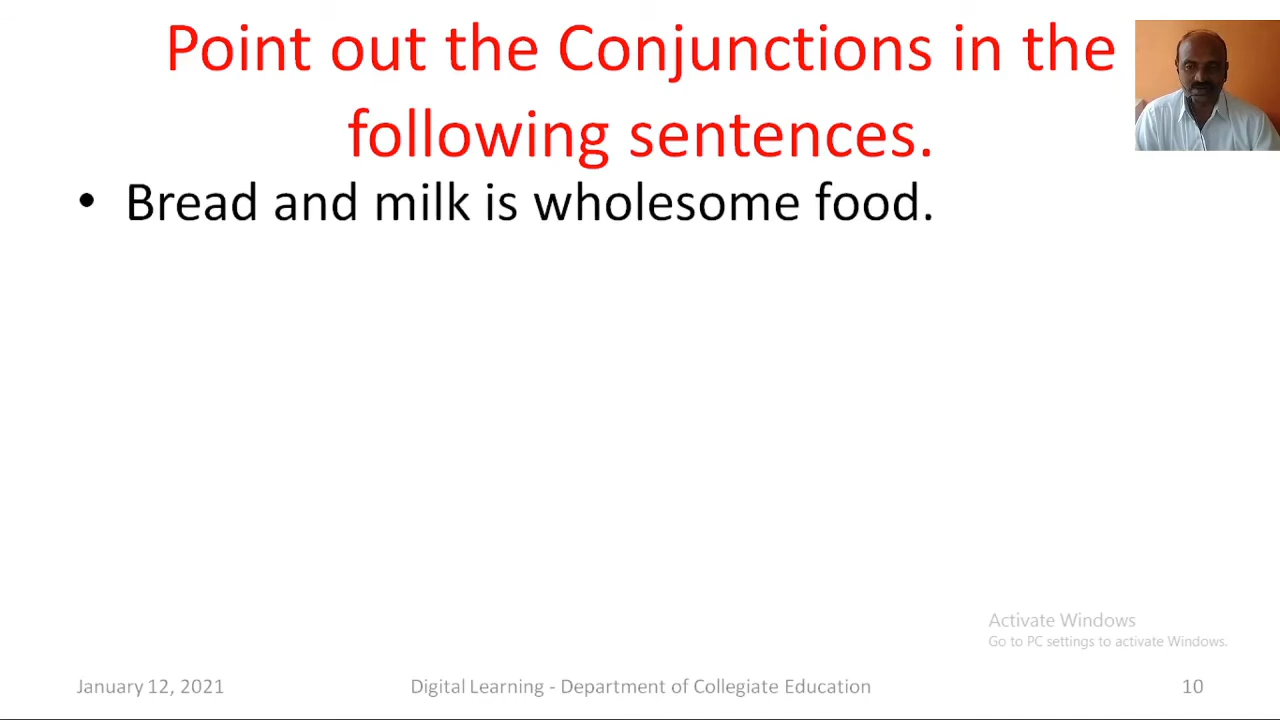 Point out the Conjunctions in the
following sentences.
• Bread and milk is wholesome food.
Activate Windows
Go to PC settings to activate Windows.
January 12, 2021
Digital Learning - Department of Collegiate Education
10